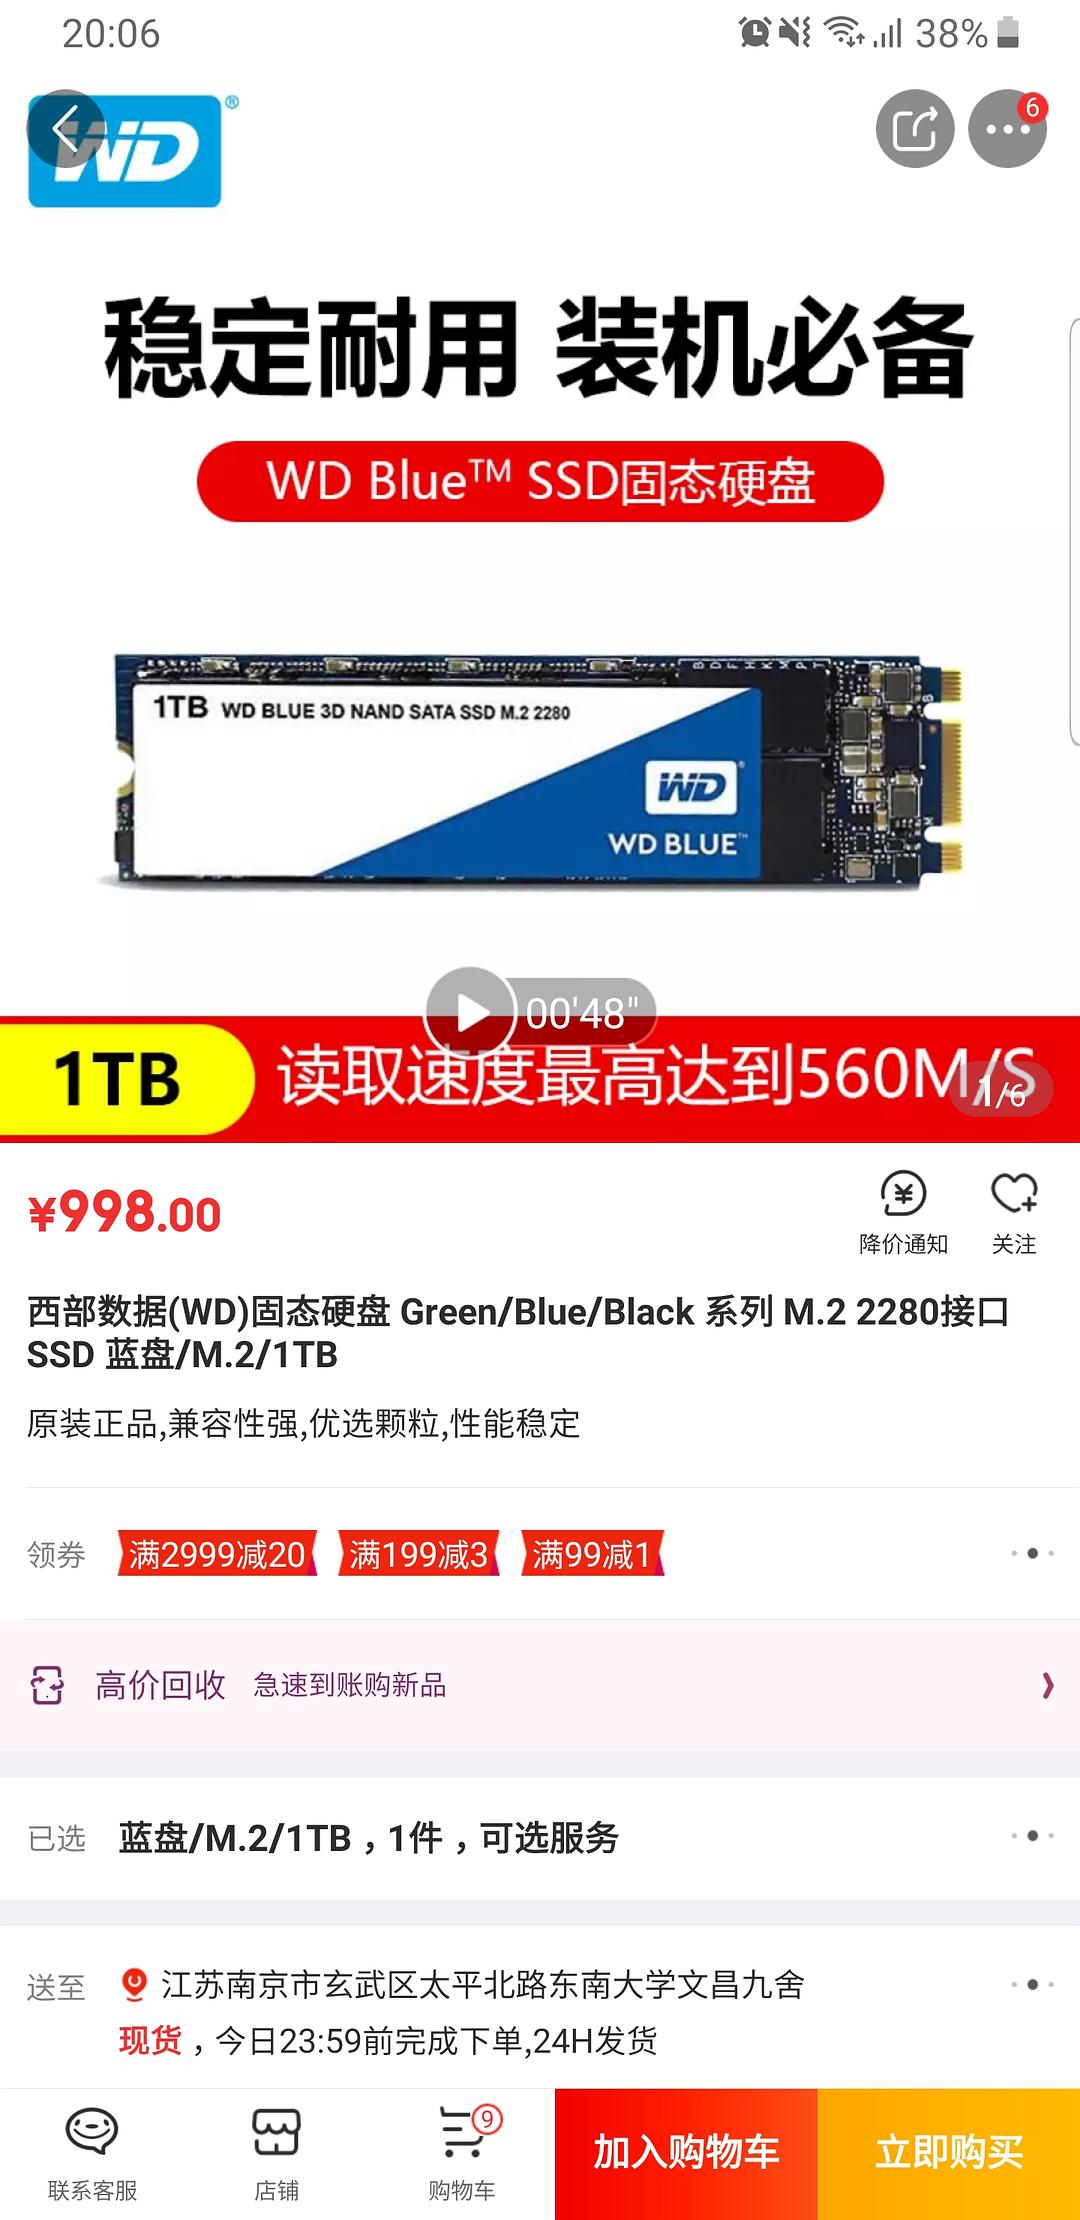 20:06
38%
WD®
6
稳定耐用 装机必备
WD Blue™ SSD固态硬盘
1TB WD BLUE 3D NAND SATA SSD M.2 2280
WD®
WD BLUE™
00'48"
1TB 读取速度最高达到560M/S
1/6
¥998.00
降价通知
关注
西部数据(WD)固态硬盘 Green/Blue/Black 系列 M.2 2280接口
SSD 蓝盘/M.2/1TB
原装正品,兼容性强,优选颗粒,性能稳定
领券 满2999减20 满199减3 满99减1
高价回收 急速到账购新品
已选 蓝盘/M.2/1TB，1件，可选服务
送至 江苏南京市玄武区太平北路东南大学文昌九舍
现货，今日23:59前完成下单,24H发货
9
联系客服
店铺
购物车
加入购物车
立即购买